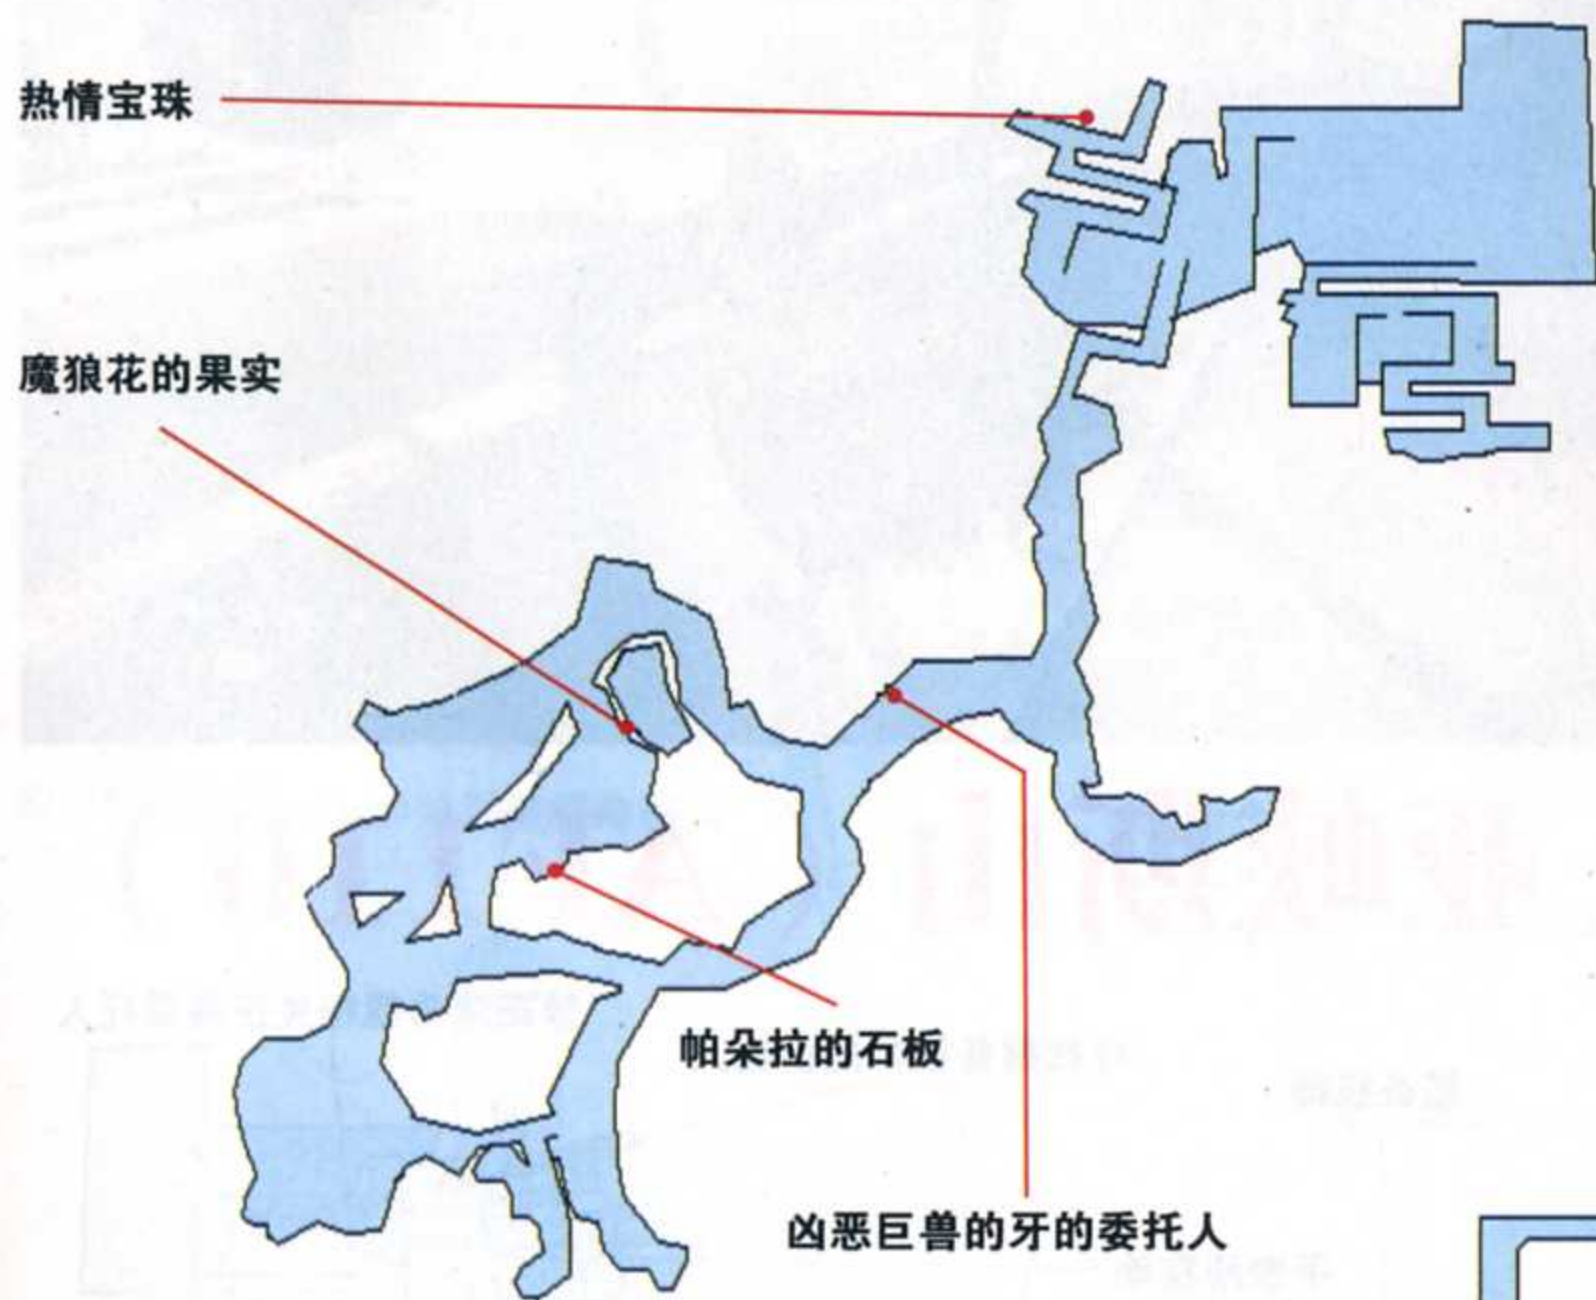 热情宝珠
魔狼花的果实
帕朵拉的石板
凶恶巨兽的牙的委托人